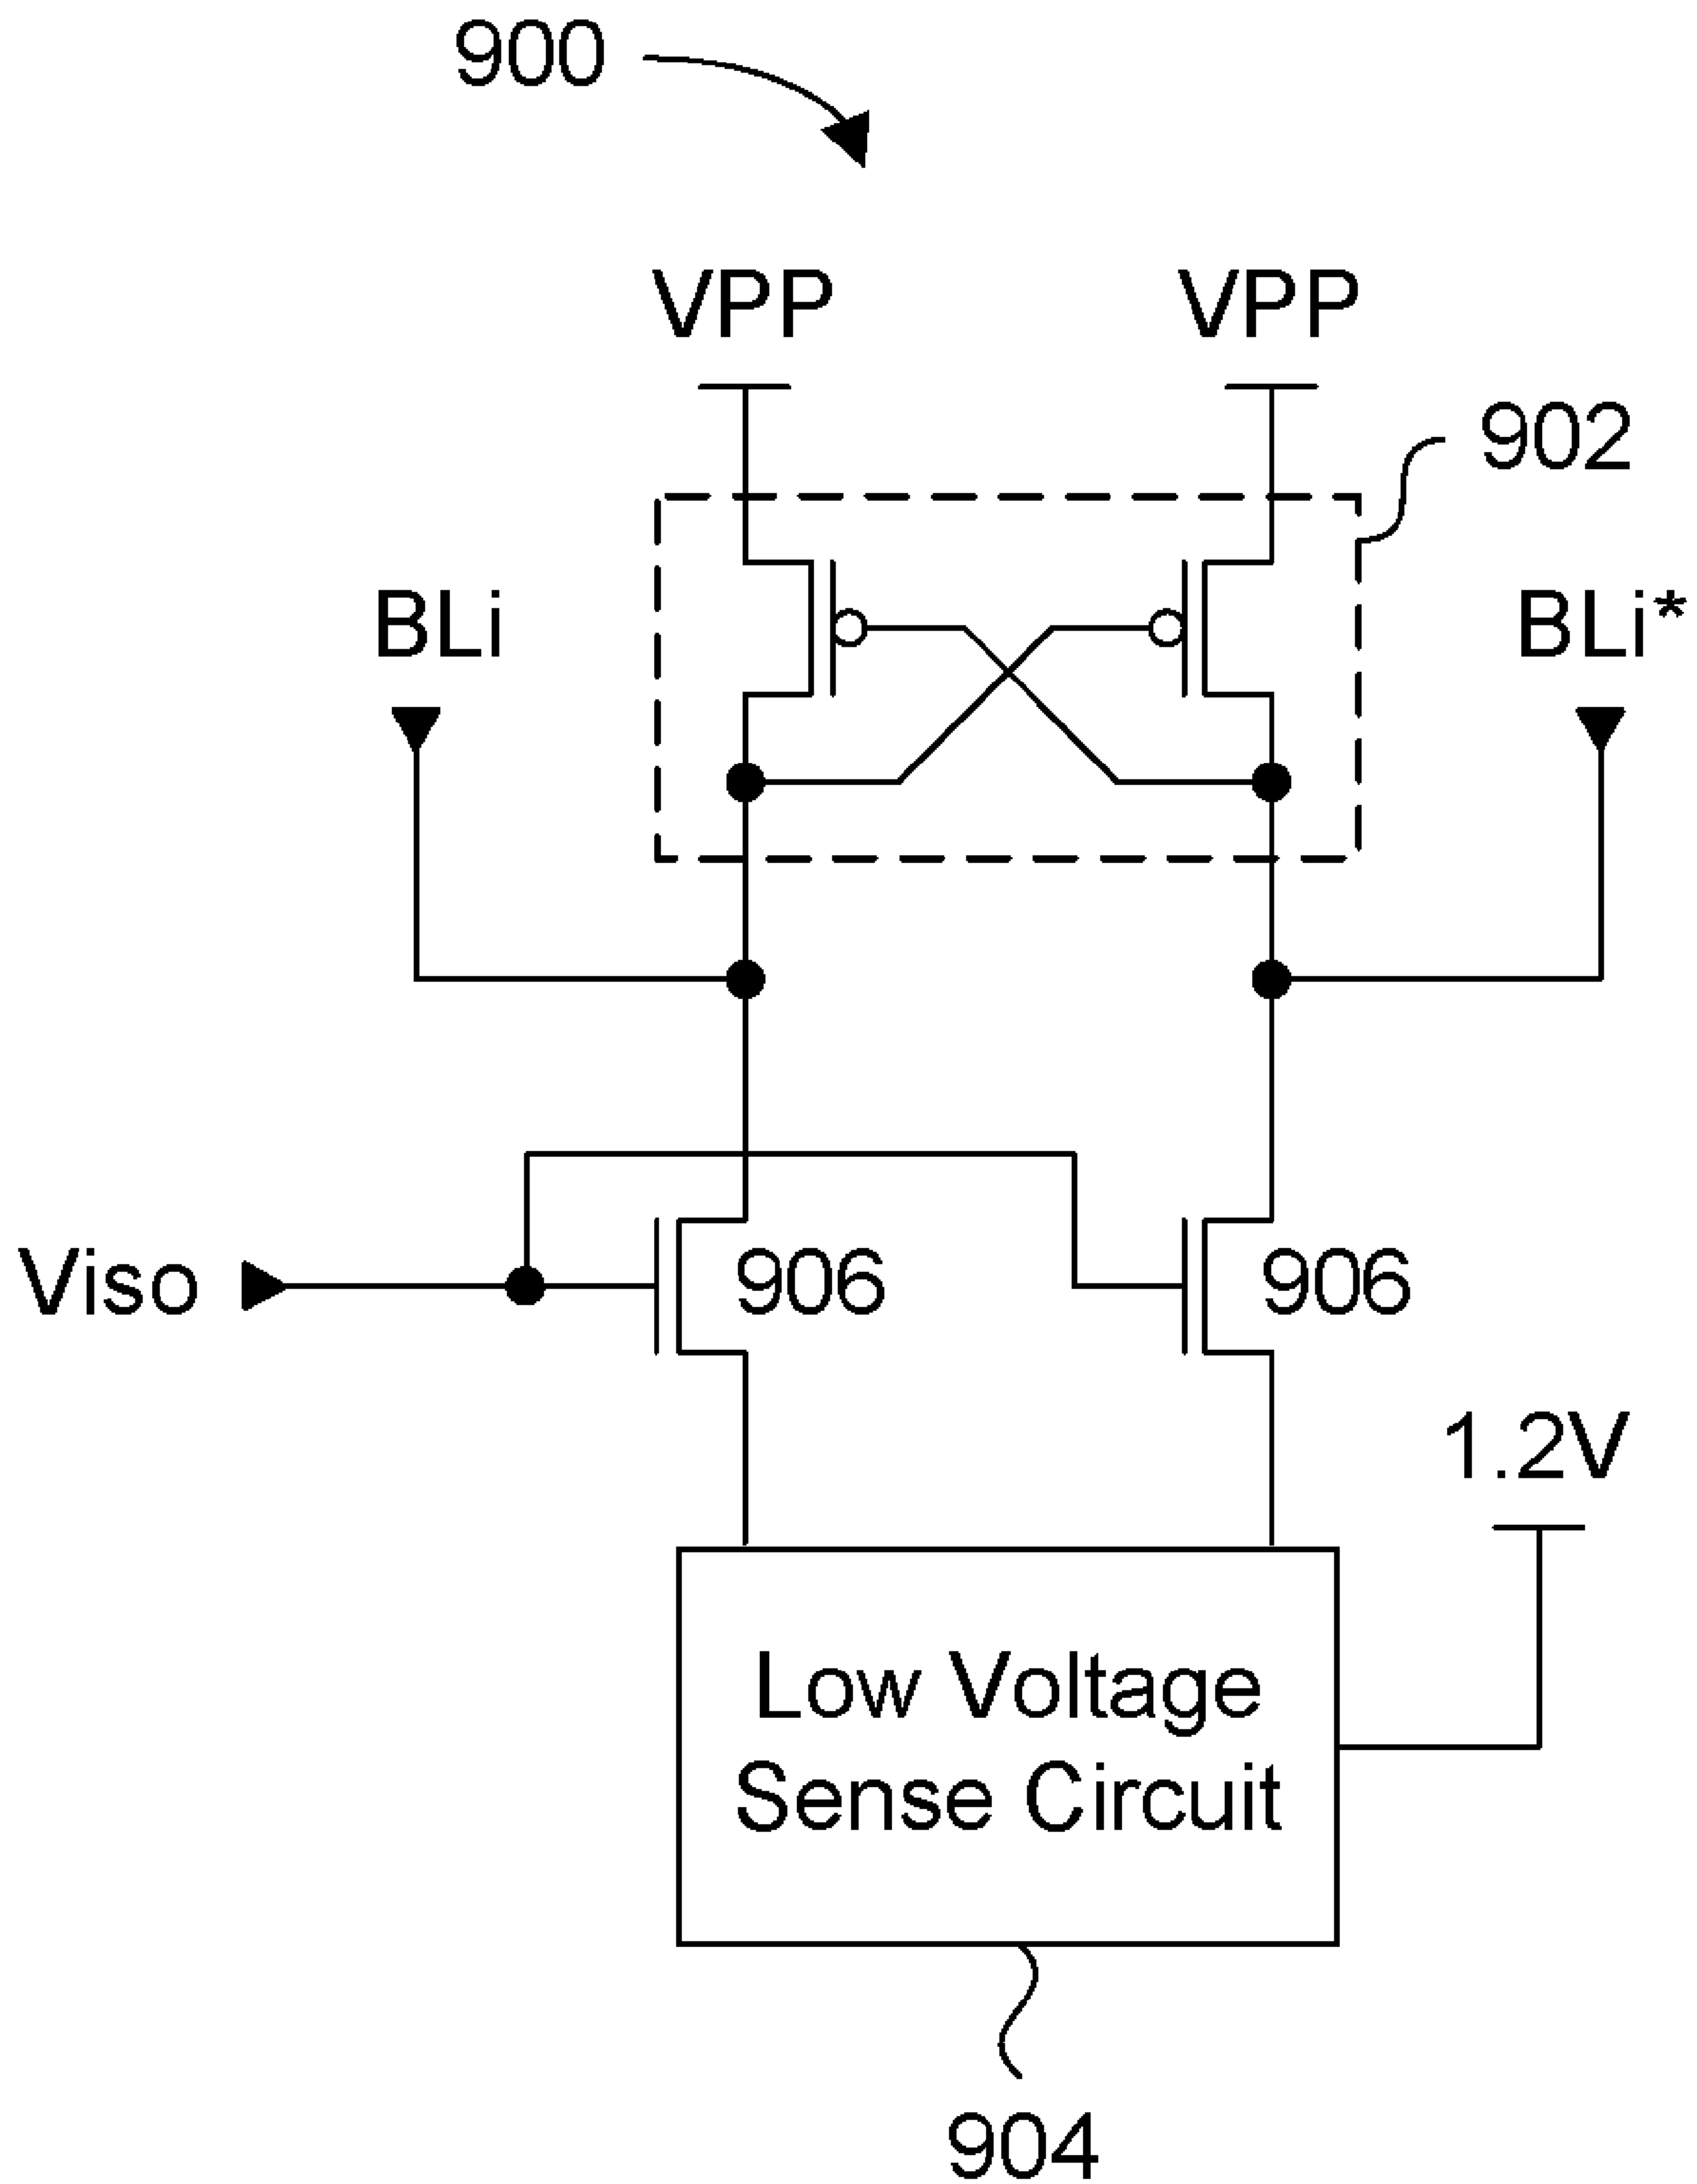 900
VPP VPP
902
BLi BLi*
Viso 906 906
1.2V
Low Voltage
Sense Circuit
904